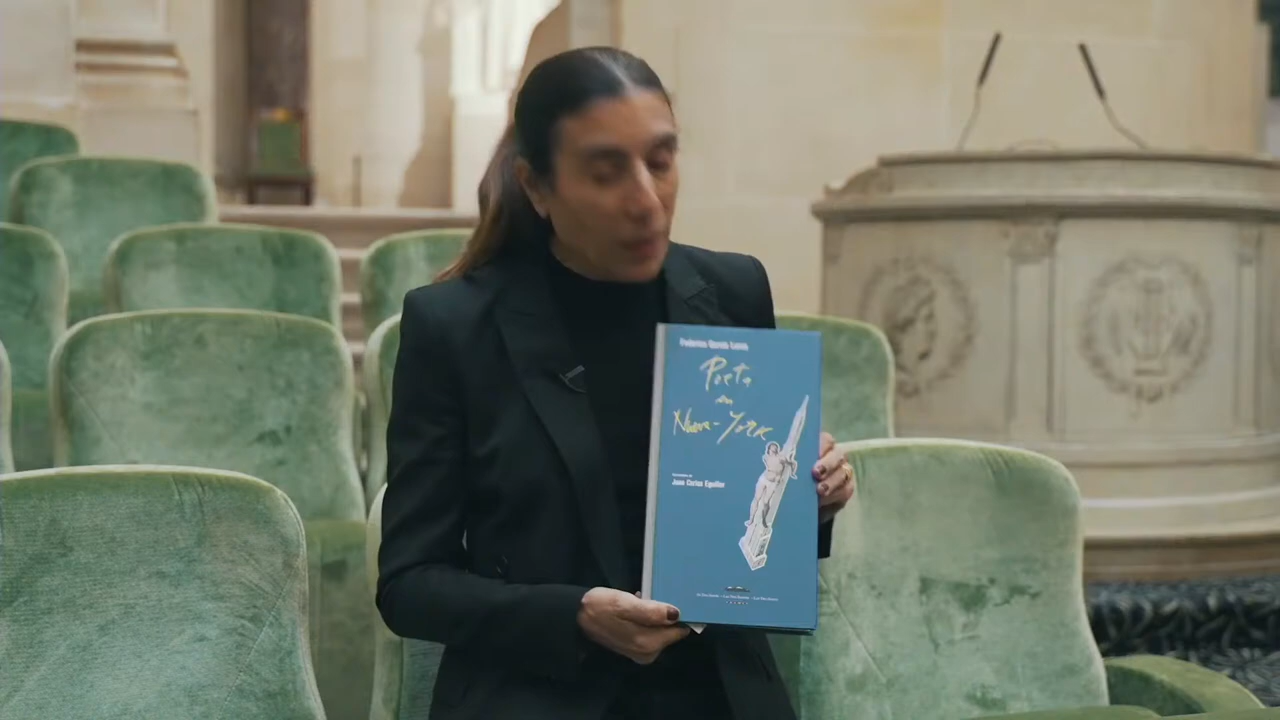 Federico García Lorca
Poeta
en
Nueva-York
Juan Carlos Eguillor